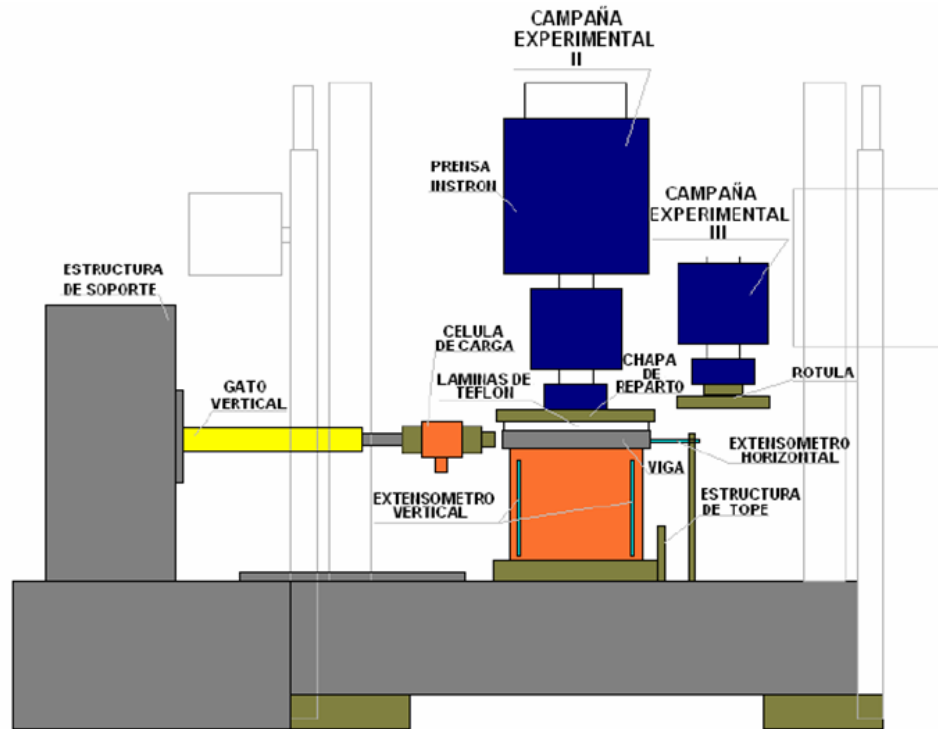 CAMPAÑA
EXPERIMENTAL
II
PRENSA
INSTRON
CAMPAÑA
EXPERIMENTAL
III
ESTRUCTURA
DE SOPORTE
CELULA
DE CARGA
LAMINAS DE
TEFLON
CHAPA
DE
REPARTO
ROTULA
GATO
VERTICAL
EXTENSOMETRO
HORIZONTAL
VIGA
EXTENSOMETRO
VERTICAL
ESTRUCTURA
DE TOPE